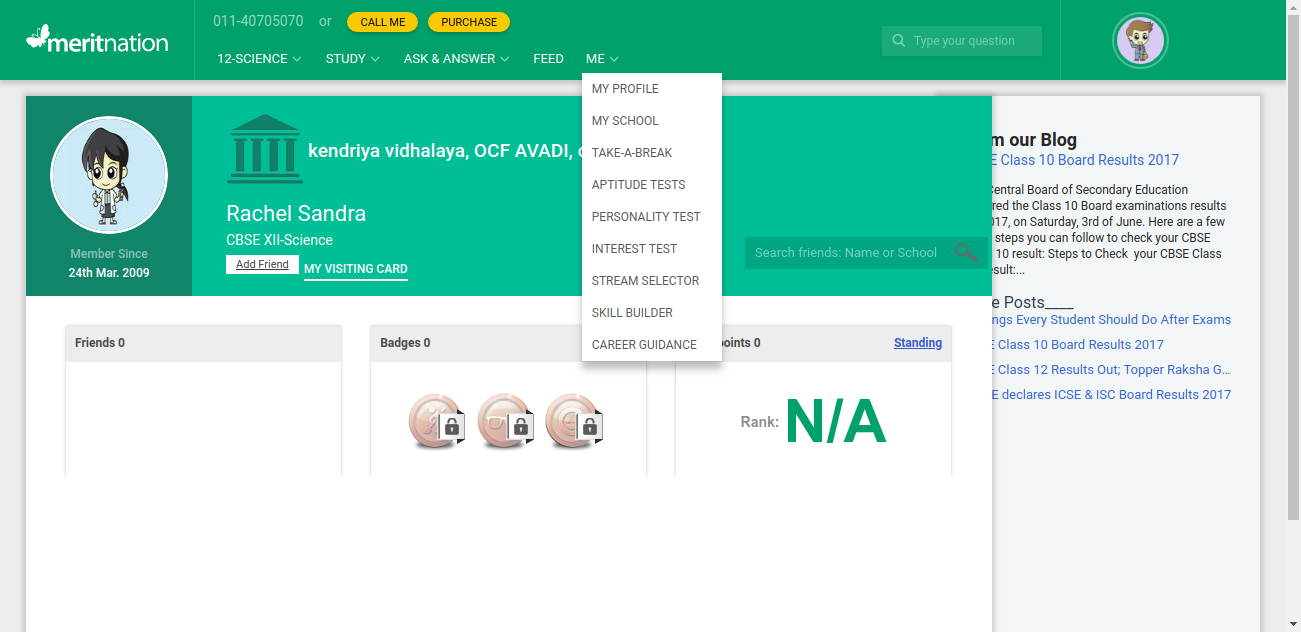 meritnation
011-40705070 or CALL ME PURCHASE
12-SCIENCE STUDY ASK & ANSWER FEED ME
Type your question
MY PROFILE
MY SCHOOL
TAKE-A-BREAK
APTITUDE TESTS
PERSONALITY TEST
INTEREST TEST
STREAM SELECTOR
SKILL BUILDER
CAREER GUIDANCE
kendriya vidhalaya, OCF AVADI,
Rachel Sandra
CBSE XII-Science
Add Friend MY VISITING CARD
Member Since
24th Mar. 2009
Search friends: Name or School
Friends 0
Badges 0
points 0 Standing
Rank: N/A
m our Blog
E Class 10 Board Results 2017
Central Board of Secondary Education
red the Class 10 Board examinations results
017, on Saturday, 3rd of June. Here are a few
steps you can follow to check your CBSE
10 result: Steps to Check your CBSE Class
esult:...
e Posts____
ngs Every Student Should Do After Exams
E Class 10 Board Results 2017
E Class 12 Results Out; Topper Raksha G...
E declares ICSE & ISC Board Results 2017